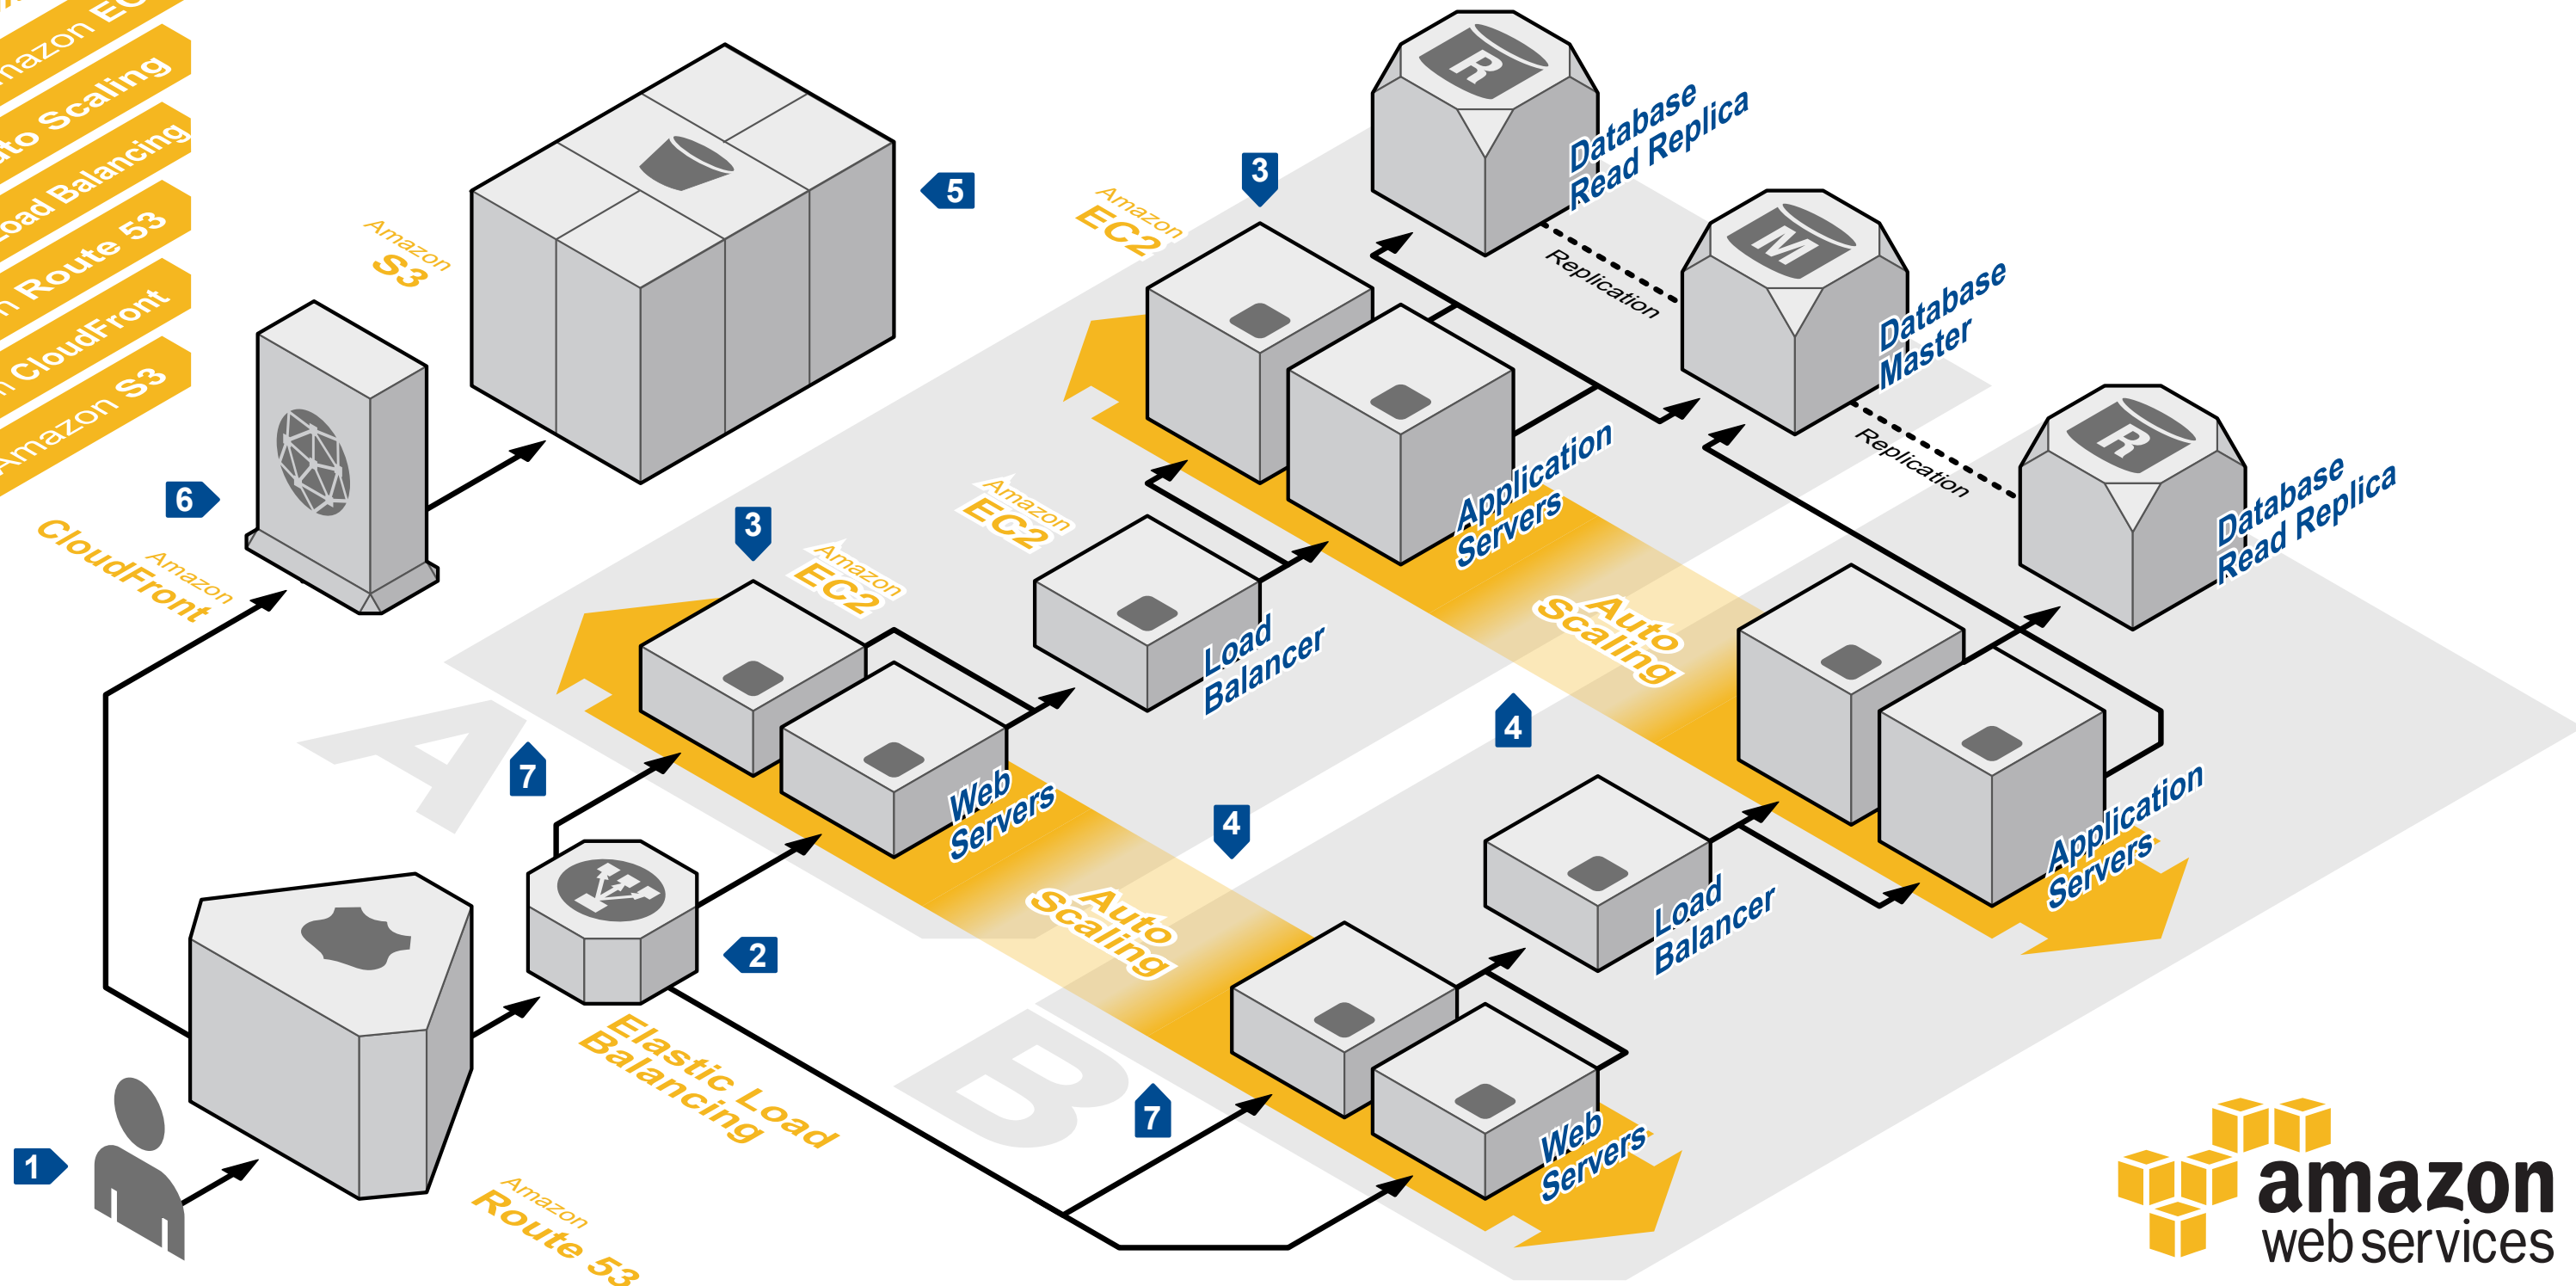 mazon EC
uto Scaling
Load Balancing
n Route 53
n CloudFront
Amazon S3
R
Database
Read Replica
3
Amazon
EC2
5
Amazon
S3
M
Replication
Database
Master
R
Replication
Database
Read Replica
6
Amazon
CloudFront
3
Amazon
EC2
Amazon
EC2
Application
Servers
Load
Balancer
Auto
Scaling
4
A
7
Web
Servers
4
Application
Servers
Load
Balancer
2
Auto
Scaling
Elastic Load
Balancing
B
7
Web
Servers
1
Amazon
Route 53
amazon
web services